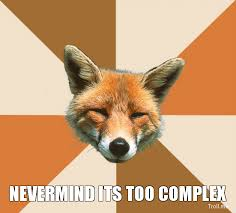 NEVERMIND ITS TOO COMPLEX